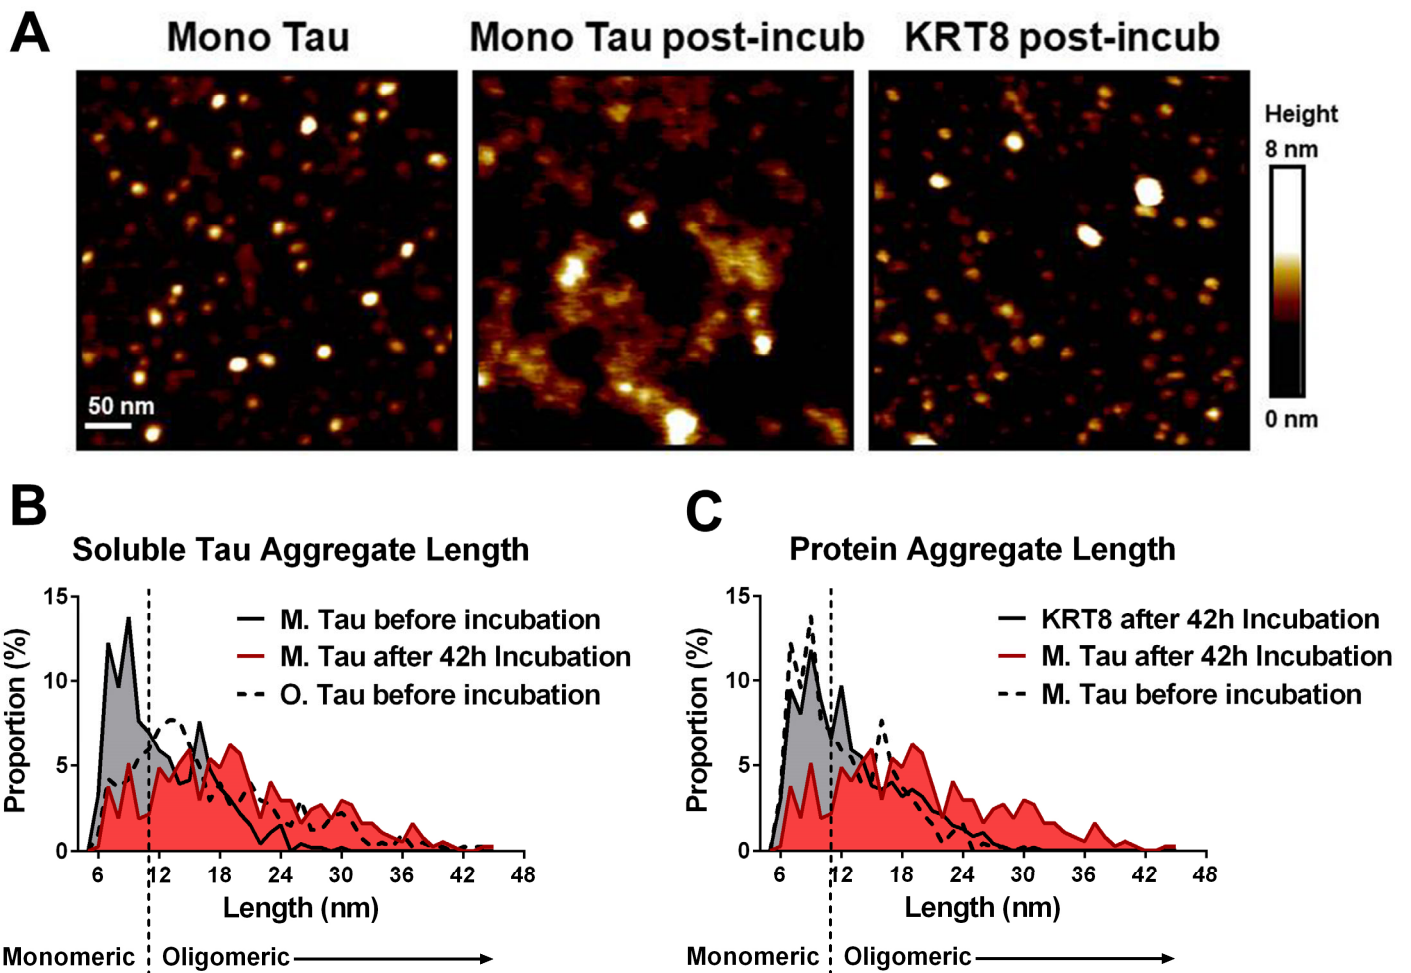 A
Mono Tau
Mono Tau post-incub
KRT8 post-incub
Height
8 nm
0 nm
50 nm
B
Soluble Tau Aggregate Length
Proportion (%)
15
10
5
0
M. Tau before incubation
M. Tau after 42h Incubation
O. Tau before incubation
6 12 18 24 30 36 42 48
Length (nm)
Monomeric Oligomeric
C
Protein Aggregate Length
Proportion (%)
15
10
5
0
KRT8 after 42h Incubation
M. Tau after 42h Incubation
M. Tau before incubation
6 12 18 24 30 36 42 48
Length (nm)
Monomeric Oligomeric